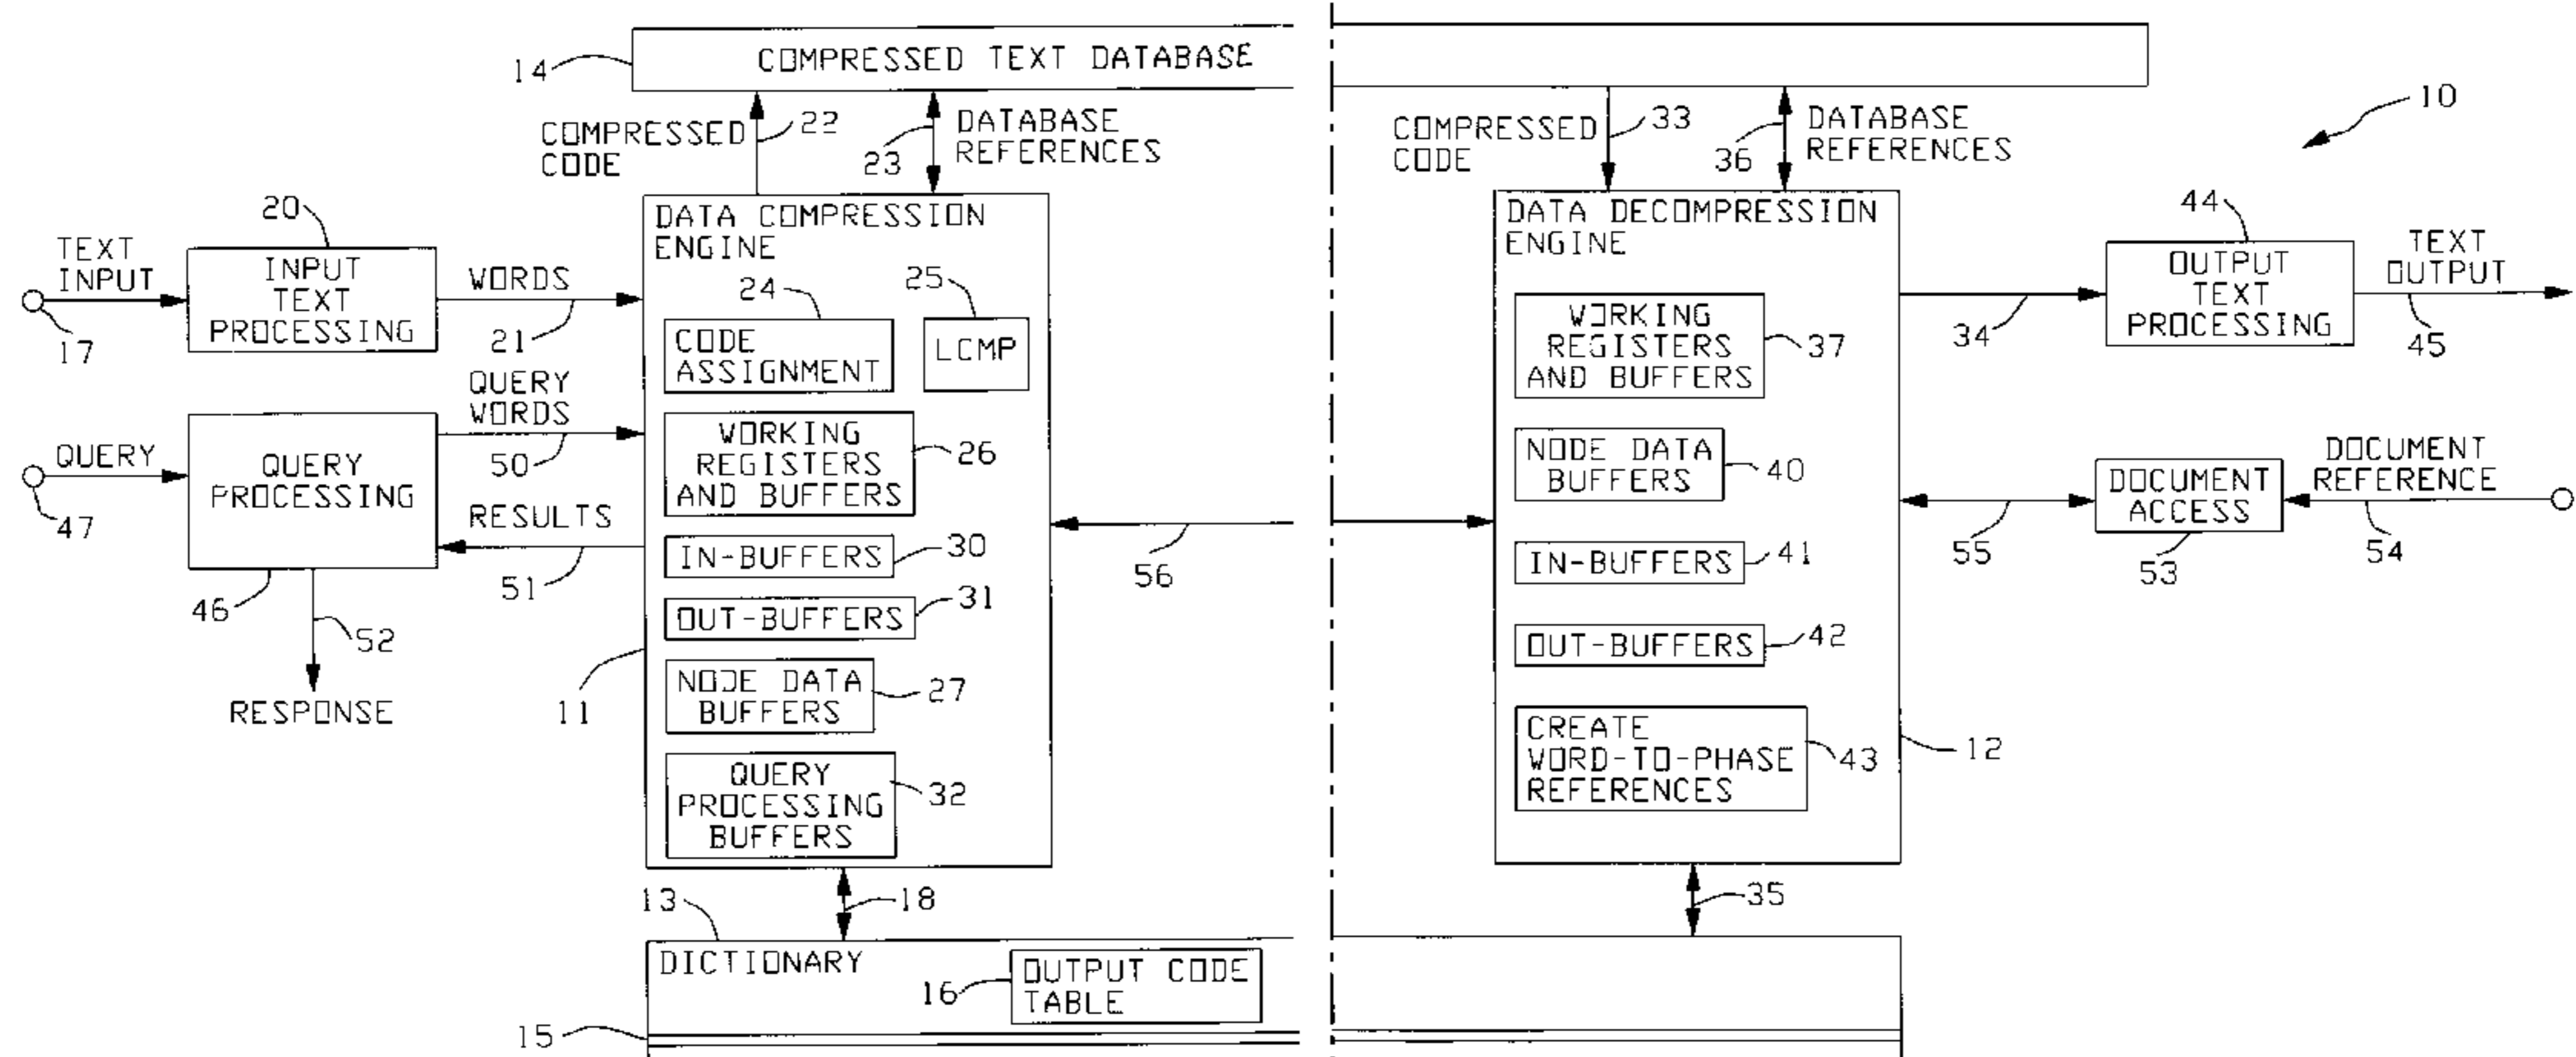 14
COMPRESSED TEXT DATABASE
10
COMPRESSED
CODE
22
23
DATABASE
REFERENCES
COMPRESSED
CODE
33
36
DATABASE
REFERENCES
TEXT
INPUT
17
20
INPUT
TEXT
PROCESSING
WORDS
21
QUERY
47
QUERY
PROCESSING
46
QUERY
WORDS
50
RESULTS
51
52
RESPONSE
DATA COMPRESSION
ENGINE
24
CODE
ASSIGNMENT
25
LCMP
WORKING
REGISTERS
AND BUFFERS
26
IN-BUFFERS
30
OUT-BUFFERS
31
NODE DATA
BUFFERS
27
QUERY
PROCESSING
BUFFERS
32
11
56
DATA DECOMPRESSION
ENGINE
WORKING
REGISTERS
AND BUFFERS
37
NODE DATA
BUFFERS
40
IN-BUFFERS
41
OUT-BUFFERS
42
CREATE
WORD-TO-PHASE
REFERENCES
43
12
34
44
OUTPUT
TEXT
PROCESSING
TEXT
OUTPUT
45
55
DOCUMENT
ACCESS
53
DOCUMENT
REFERENCE
54
18
35
13
DICTIONARY
16
OUTPUT CODE
TABLE
15